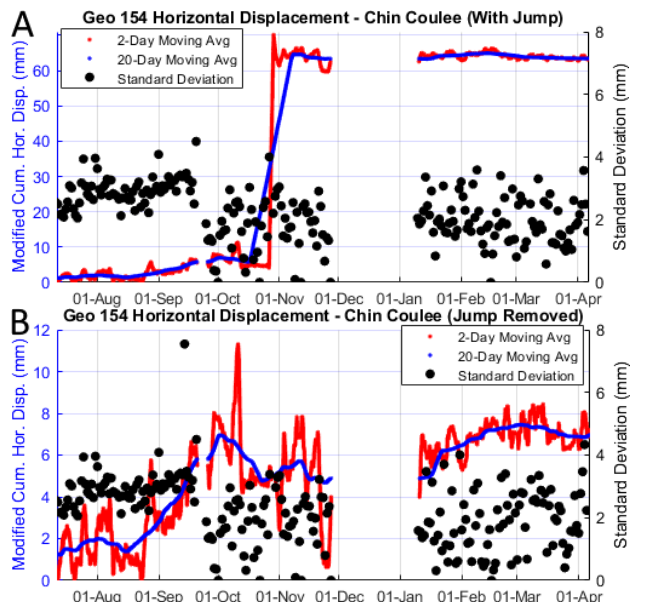 A
Geo 154 Horizontal Displacement - Chin Coulee (With Jump)
2-Day Moving Avg
20-Day Moving Avg
Standard Deviation
Modified Cum. Hor. Disp. (mm)
60
50
40
30
20
10
0
8
6
4
2
0
Standard Deviation (mm)
01-Aug 01-Sep 01-Oct 01-Nov 01-Dec 01-Jan 01-Feb 01-Mar 01-Apr
B
Geo 154 Horizontal Displacement - Chin Coulee (Jump Removed)
2-Day Moving Avg
20-Day Moving Avg
Standard Deviation
Modified Cum. Hor. Disp. (mm)
12
10
8
6
4
2
0
8
6
4
2
0
Standard Deviation (mm)
01-Aug 01-Sep 01-Oct 01-Nov 01-Dec 01-Jan 01-Feb 01-Mar 01-Apr